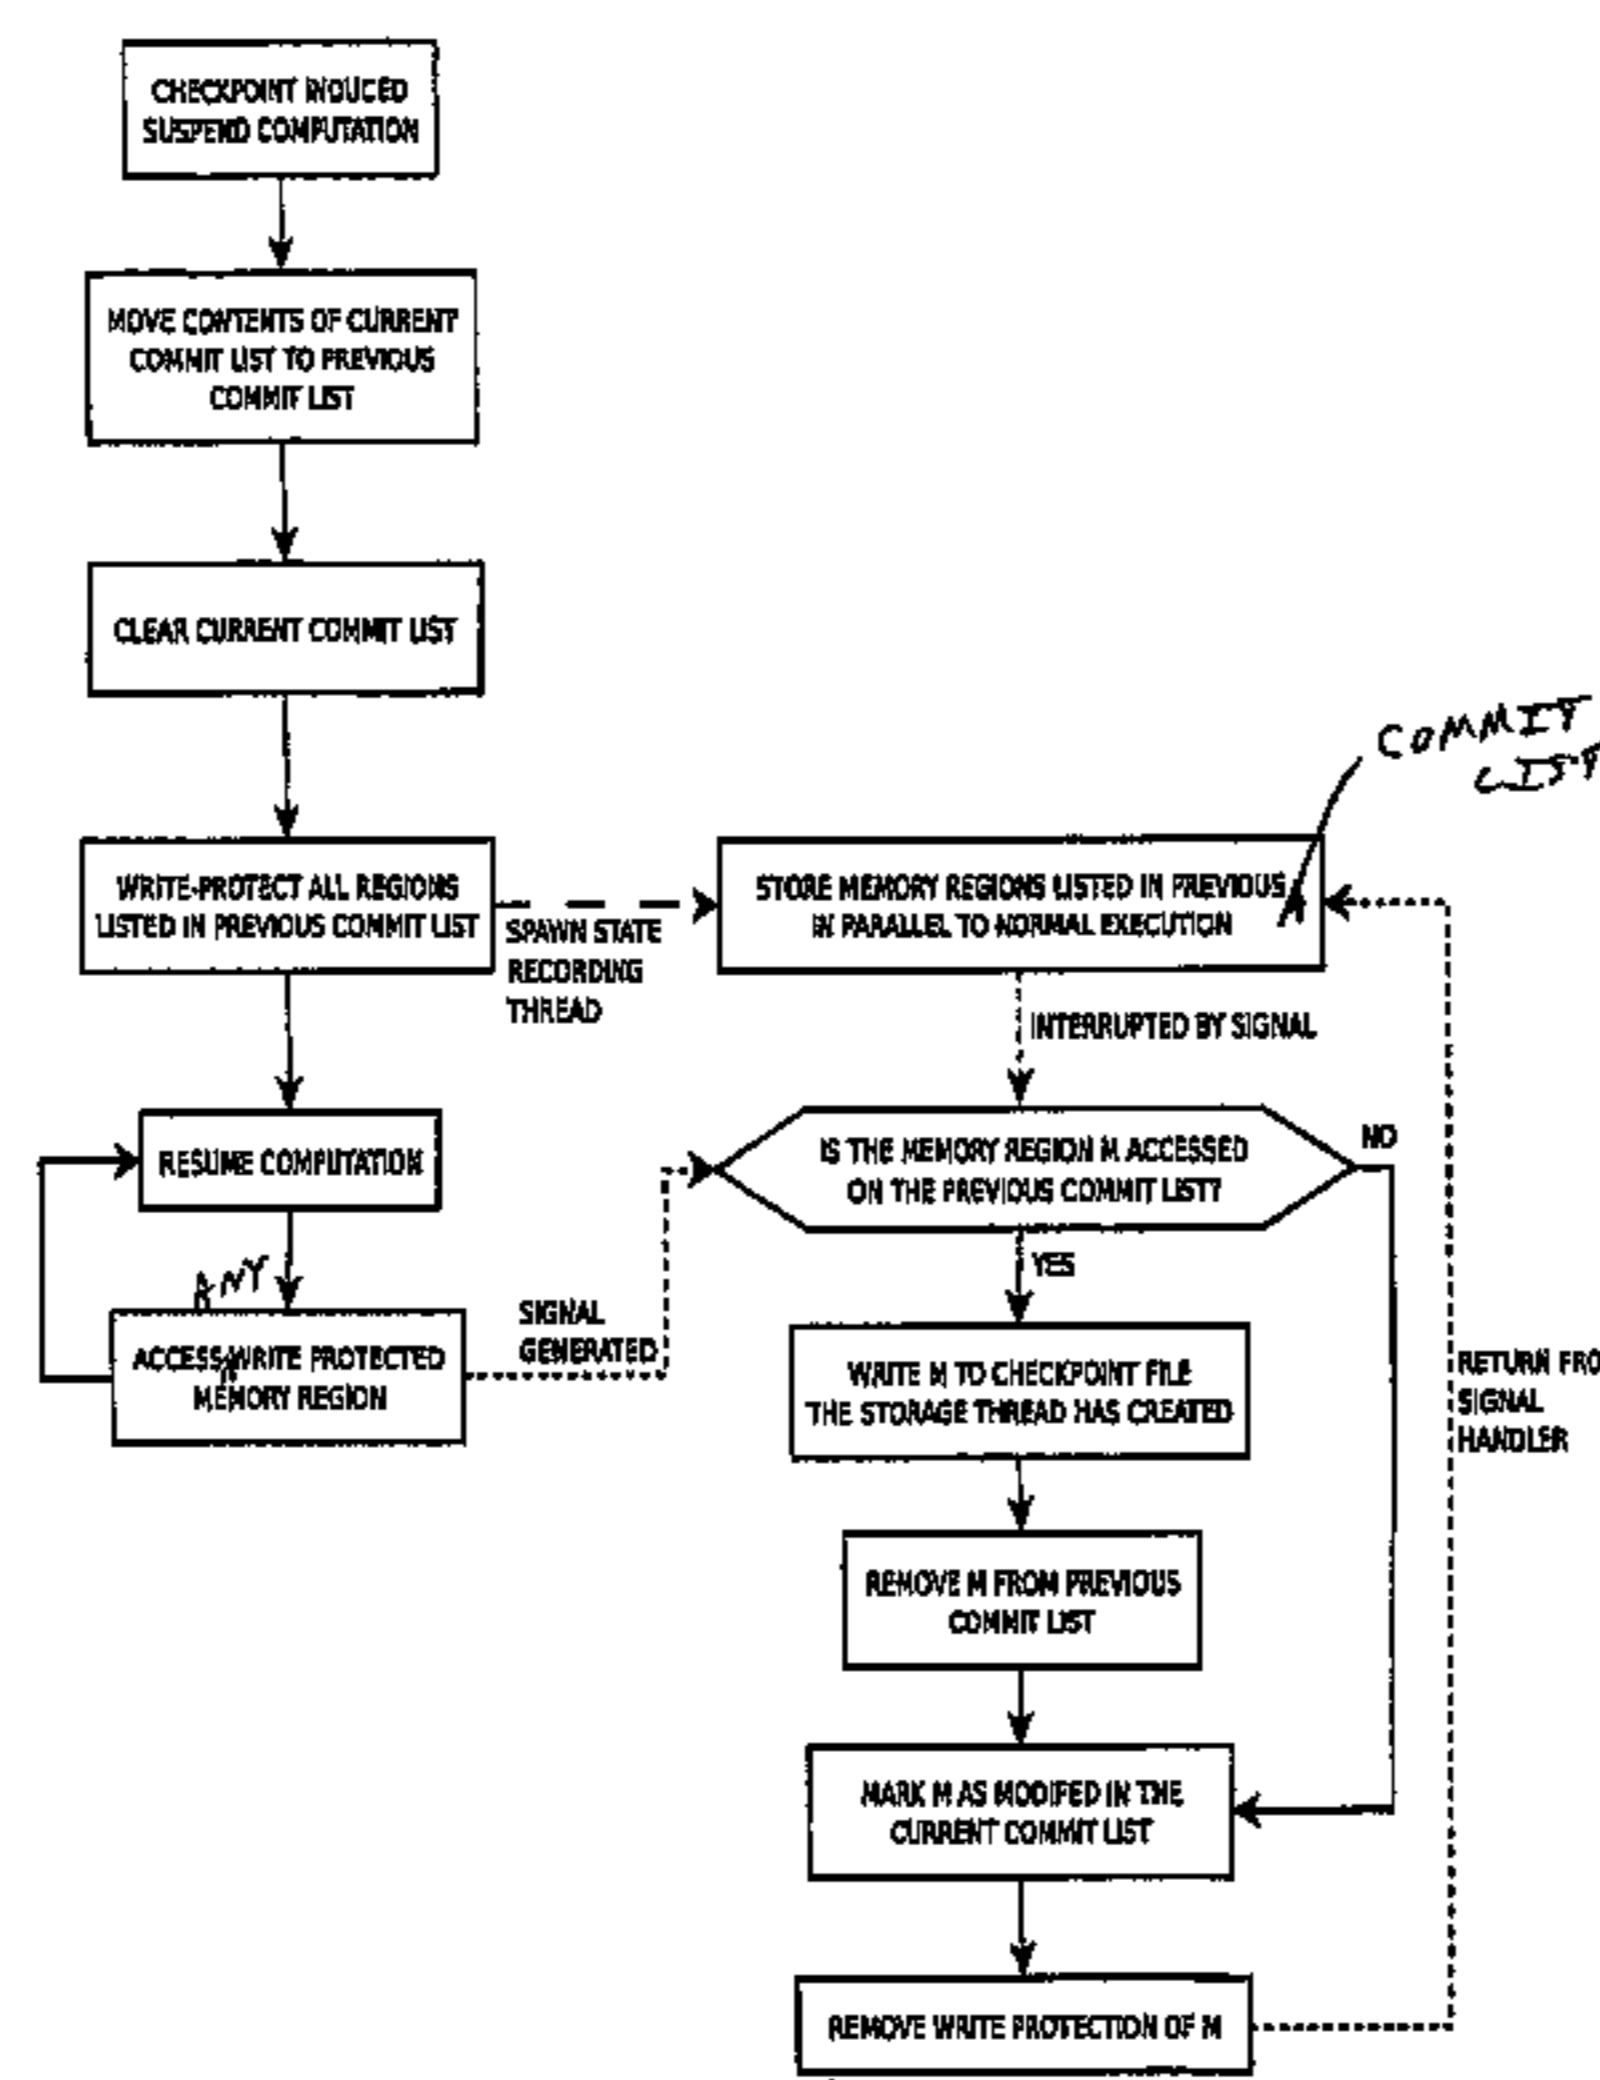 CHECKPOINT INDUCED
SUSPEND COMPUTATION
MOVE CONTENTS OF CURRENT
COMMIT LIST TO PREVIOUS
COMMIT LIST
CLEAR CURRENT COMMIT LIST
COMMIT
LIST
WRITE-PROTECT ALL REGIONS
LISTED IN PREVIOUS COMMIT LIST
SPAWN STATE
RECORDING
THREAD
STORE MEMORY REGIONS LISTED IN PREVIOUS
IN PARALLEL TO NORMAL EXECUTION
INTERRUPTED BY SIGNAL
RESUME COMPUTATION
IS THE MEMORY REGION M ACCESSED
ON THE PREVIOUS COMMIT LIST?
NO
YES
ANY
ACCESS WRITE PROTECTED
MEMORY REGION
SIGNAL
GENERATED
WRITE M TO CHECKPOINT FILE
THE STORAGE THREAD HAS CREATED
RETURN FRO
SIGNAL
HANDLER
REMOVE M FROM PREVIOUS
COMMIT LIST
MARK M AS MODIFED IN THE
CURRENT COMMIT LIST
REMOVE WRITE PROTECTION OF M